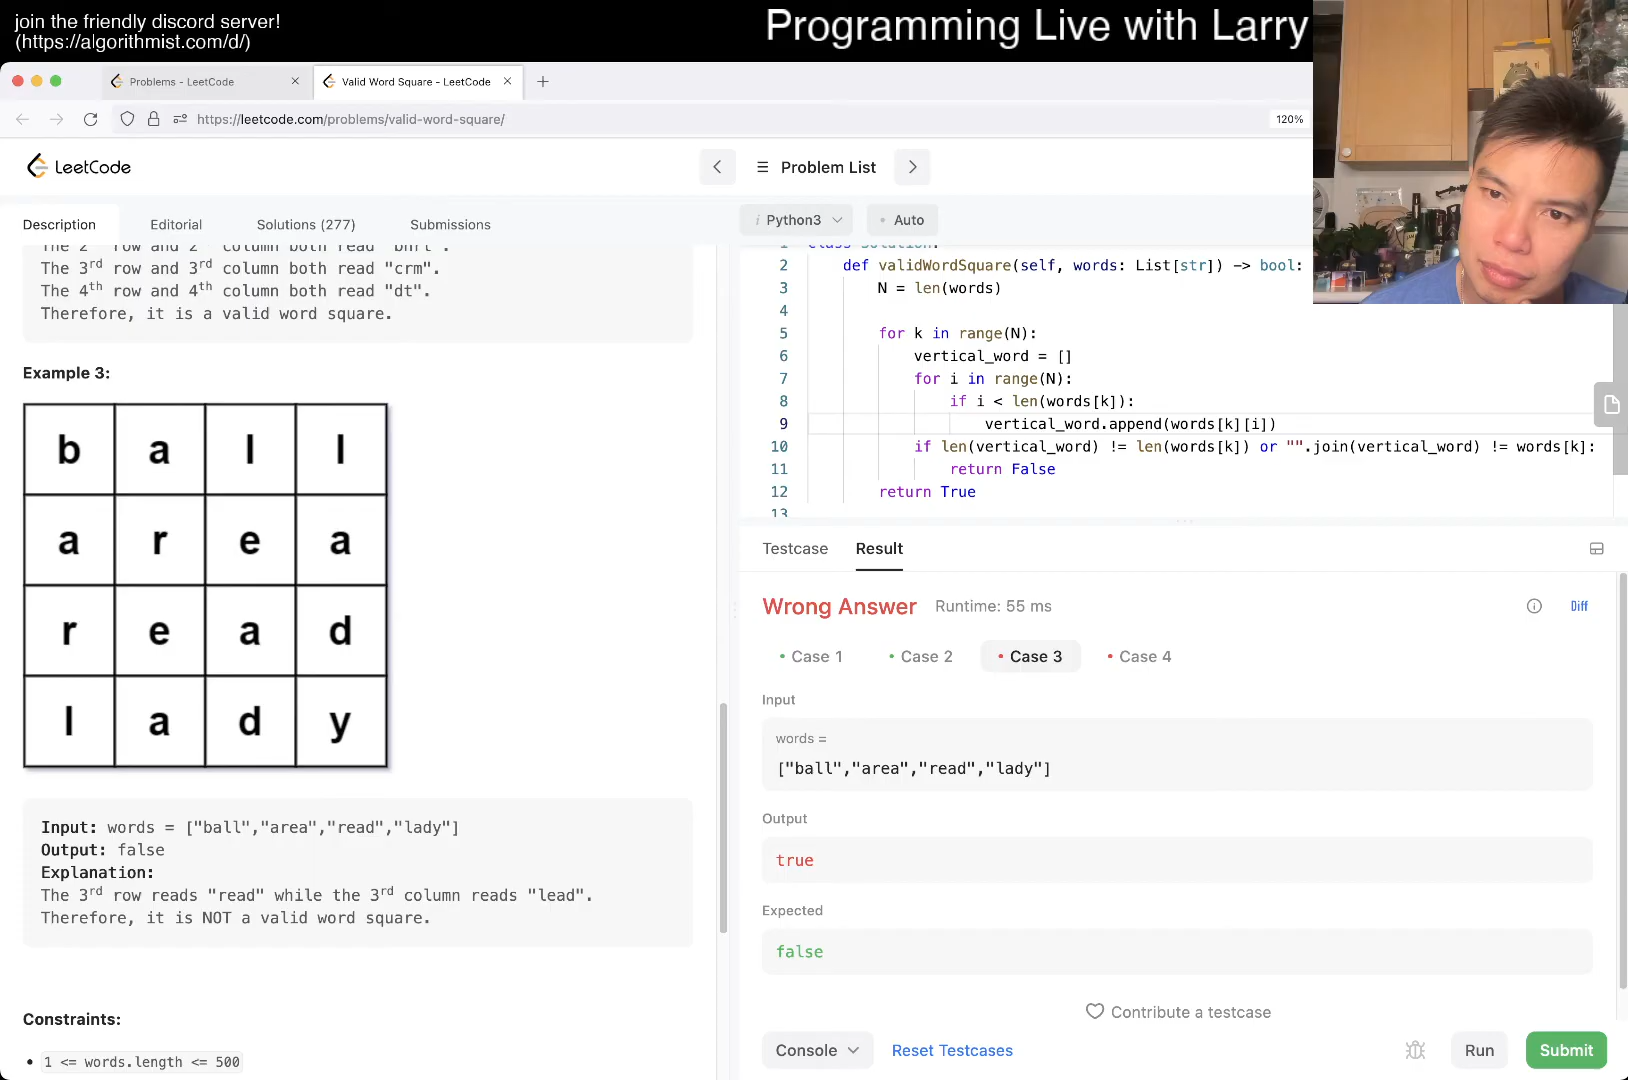 join the friendly discord server!
(https://algorithmist.com/d/)
Programming Live with Larry
Problems - LeetCode
Valid Word Square - LeetCode
https://leetcode.com/problems/valid-word-square/
120%
LeetCode
Problem List
Description
Editorial
Solutions (277)
Submissions
Python3
Auto
The 3rd row and 3rd column both read "crm".
The 4th row and 4th column both read "dt".
Therefore, it is a valid word square.
Example 3:
b a l l
a r e a
r e a d
l a d y
Input: words = ["ball","area","read","lady"]
Output: false
Explanation:
The 3rd row reads "read" while the 3rd column reads "lead".
Therefore, it is NOT a valid word square.
Constraints:
• 1 <= words.length <= 500
1 class Solution:
2 def validWordSquare(self, words: List[str]) -> bool:
3 N = len(words)
4
5 for k in range(N):
6 vertical_word = []
7 for i in range(N):
8 if i < len(words[k]):
9 vertical_word.append(words[k][i])
10 if len(vertical_word) != len(words[k]) or "".join(vertical_word) != words[k]:
11 return False
12 return True
13
Testcase
Result
Wrong Answer
Runtime: 55 ms
Diff
Case 1
Case 2
Case 3
Case 4
Input
words =
["ball","area","read","lady"]
Output
true
Expected
false
Contribute a testcase
Console
Reset Testcases
Run
Submit